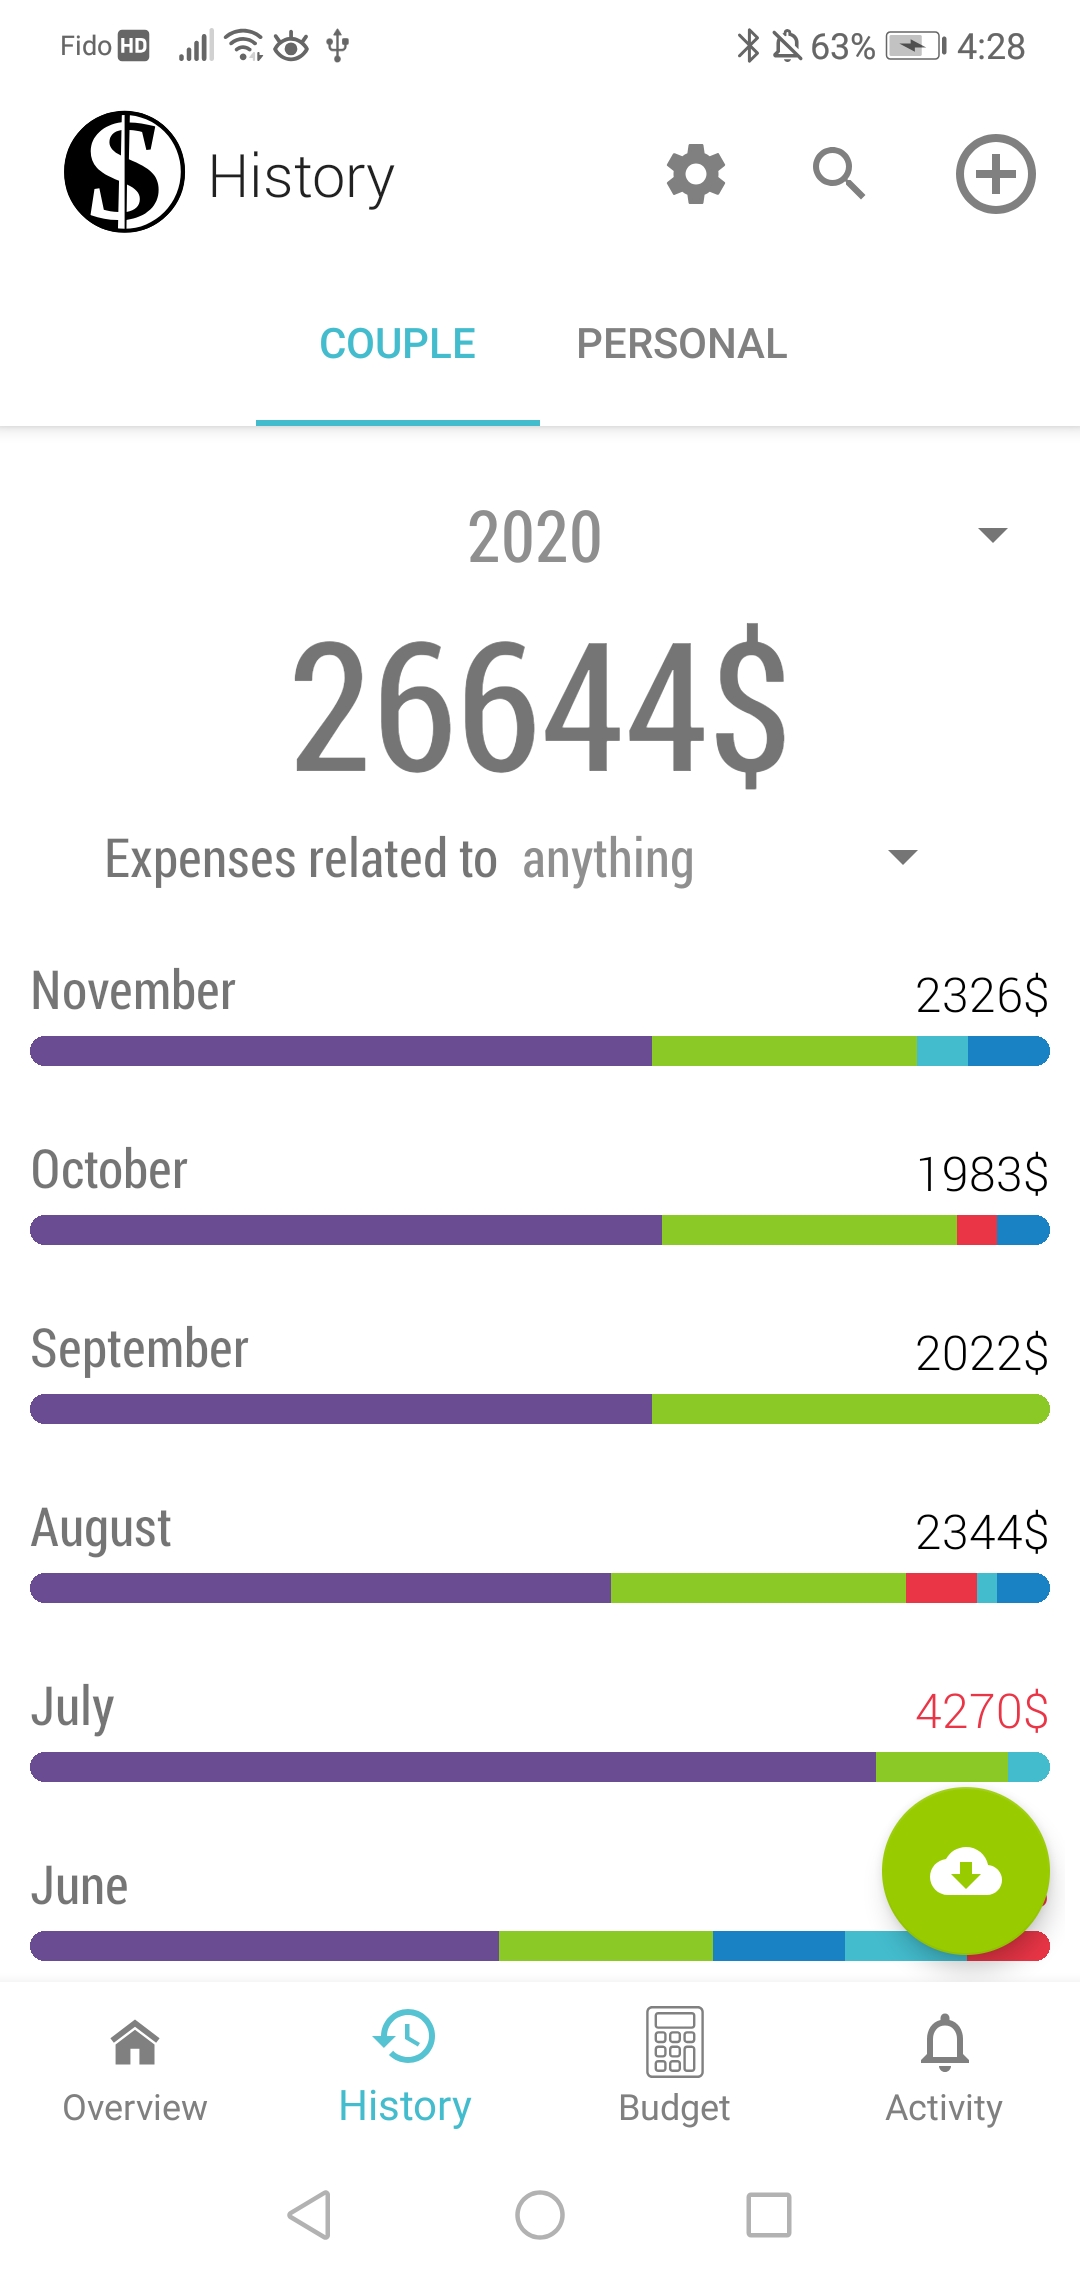 Fido HD 63% 4:28
$ History
COUPLE PERSONAL
2020
26644$
Expenses related to anything
November 2326$
October 1983$
September 2022$
August 2344$
July 4270$
June
Overview History Budget Activity